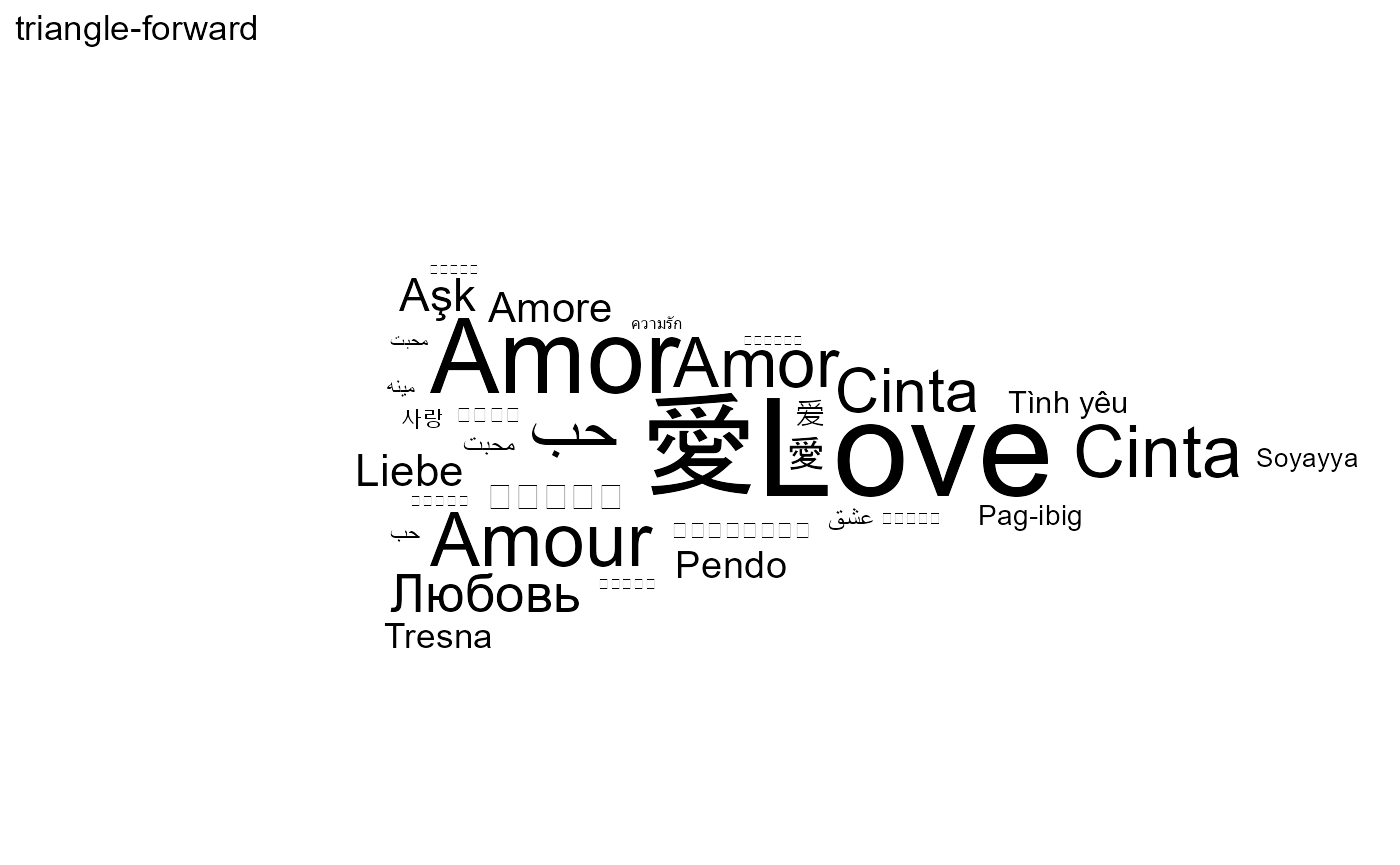 triangle-forward
Aşk
Amore
ความรัก
محبت
Amor
Amor
Cinta
مينه
Tình yêu
사랑
爱
محبت
حب
愛
Love
愛
Cinta
Soyayya
Liebe
Amour
عشق
Pag-ibig
حب
Pendo
Любовь
Tresna